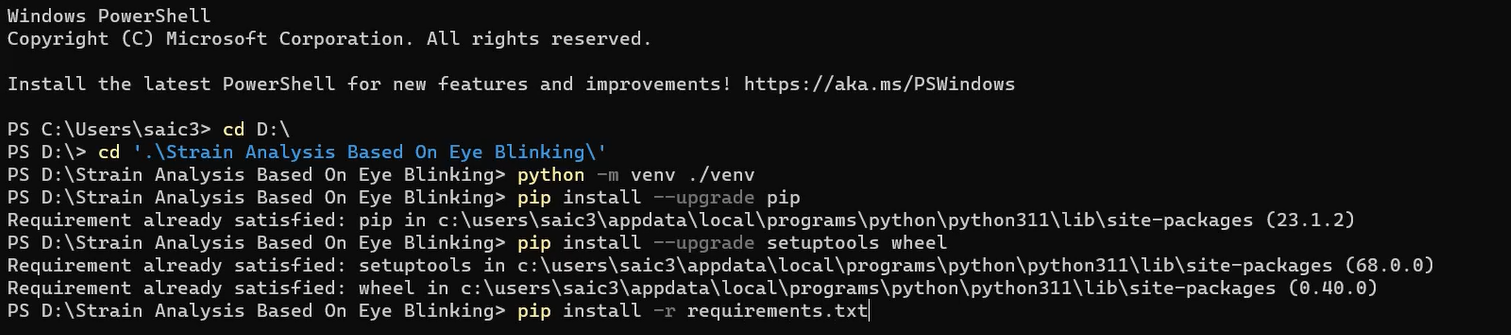 Windows PowerShell
Copyright (C) Microsoft Corporation. All rights reserved.
Install the latest PowerShell for new features and improvements! https://aka.ms/PSWindows
PS C:\Users\saic3> cd D:\
PS D:\> cd '.\Strain Analysis Based On Eye Blinking\'
PS D:\Strain Analysis Based On Eye Blinking> python -m venv ./venv
PS D:\Strain Analysis Based On Eye Blinking> pip install --upgrade pip
Requirement already satisfied: pip in c:\users\saic3\appdata\local\programs\python\python311\lib\site-packages (23.1.2)
PS D:\Strain Analysis Based On Eye Blinking> pip install --upgrade setuptools wheel
Requirement already satisfied: setuptools in c:\users\saic3\appdata\local\programs\python\python311\lib\site-packages (68.0.0)
Requirement already satisfied: wheel in c:\users\saic3\appdata\local\programs\python\python311\lib\site-packages (0.40.0)
PS D:\Strain Analysis Based On Eye Blinking> pip install -r requirements.txt